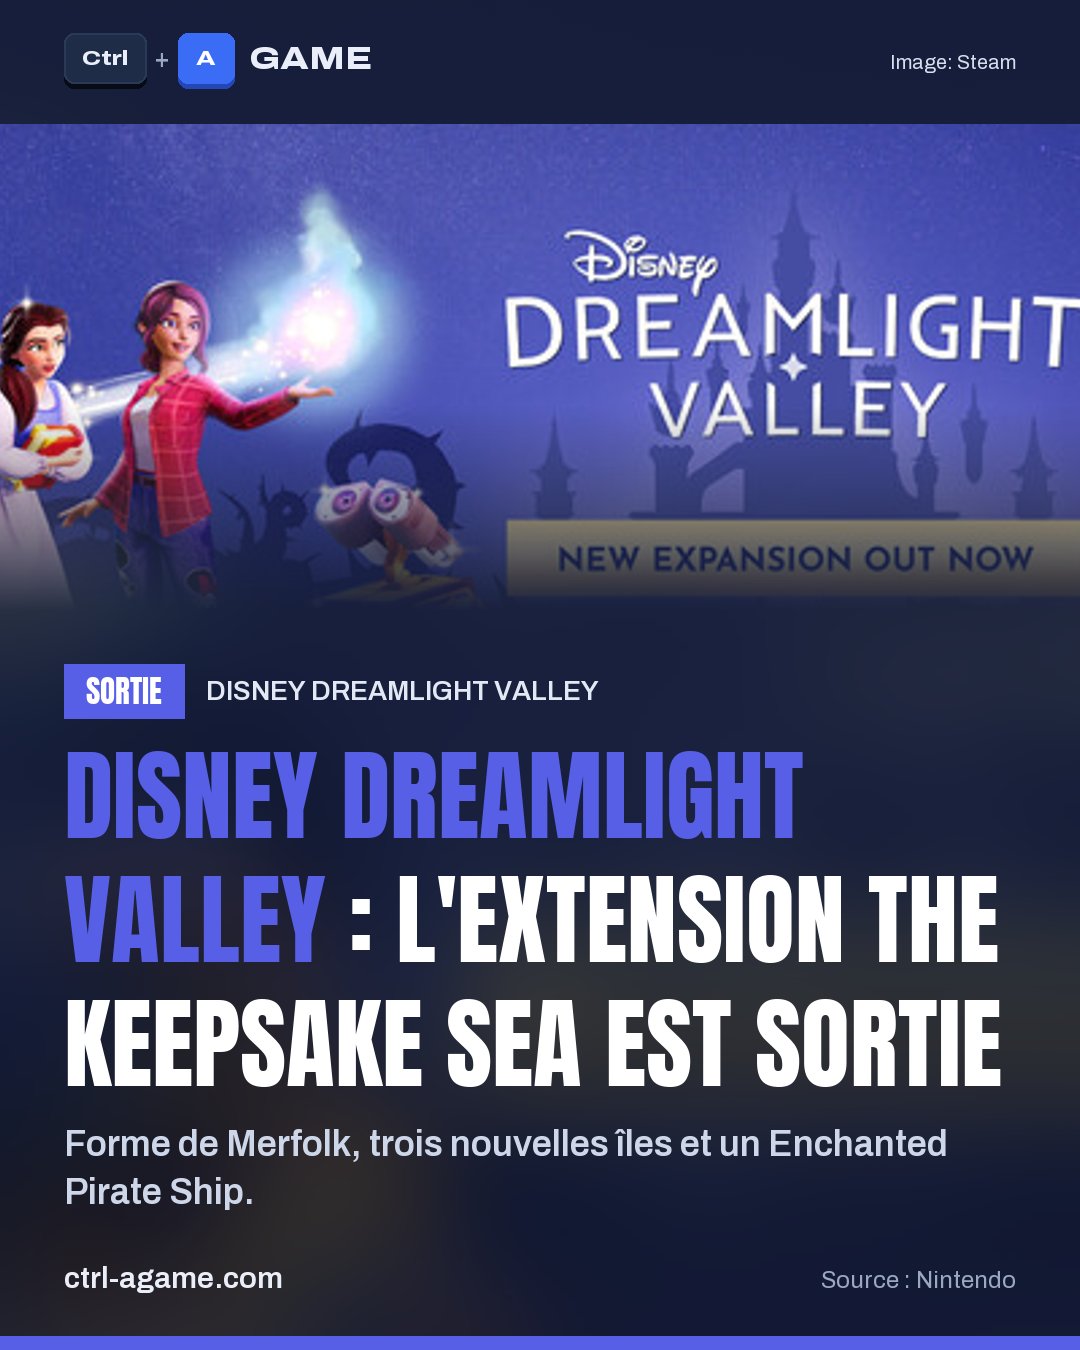 Ctrl + A GAME
Image: Steam
Disney
DREAMLIGHT
VALLEY
NEW EXPANSION OUT NOW
SORTIE DISNEY DREAMLIGHT VALLEY
DISNEY DREAMLIGHT
VALLEY : L'EXTENSION THE
KEEPSAKE SEA EST SORTIE
Forme de Merfolk, trois nouvelles îles et un Enchanted
Pirate Ship.
ctrl-agame.com
Source : Nintendo